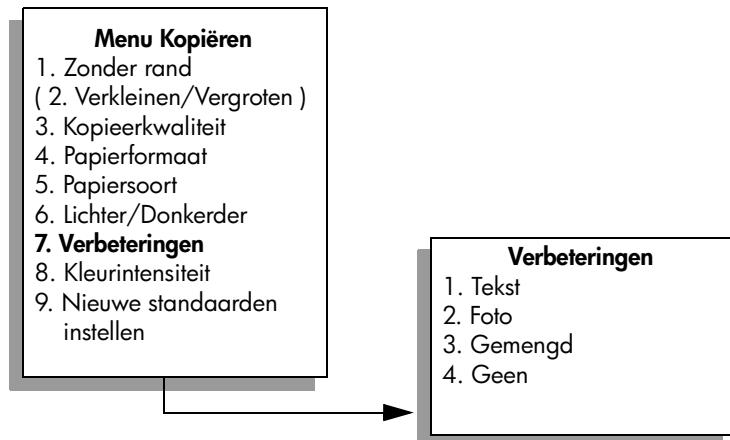 Menu Kopiëren
1. Zonder rand
( 2. Verkleinen/Vergroten )
3. Kopieerkwaliteit
4. Papierformaat
5. Papiersoort
6. Lichter/Donkerder
7. Verbeteringen
8. Kleurintensiteit
9. Nieuwe standaarden
instellen
Verbeteringen
1. Tekst
2. Foto
3. Gemengd
4. Geen